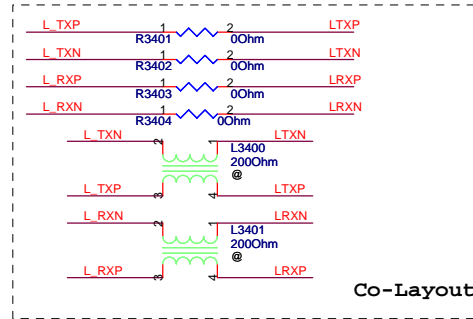 L_TXP 1 2 LTXP
R3401 0Ohm
L_TXN 1 2 LTXN
R3402 0Ohm
L_RXP 1 2 LRXP
R3403 0Ohm
L_RXN 1 2 LRXN
R3404 0Ohm
L_TXN 2 1 LTXN
L3400
200Ohm
@
L_TXP 3 4 LTXP
L_RXN 2 1 LRXN
L3401
200Ohm
@
L_RXP 3 4 LRXP
Co-Layout